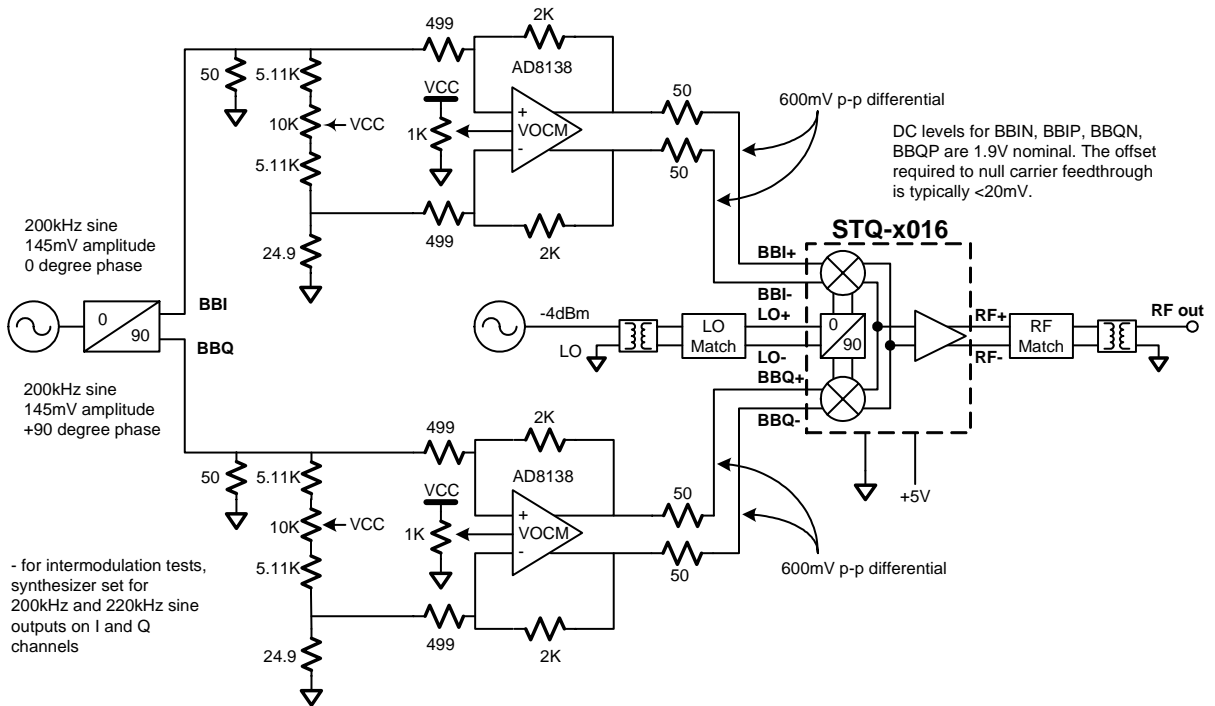 499
2K
AD8138
50
5.11K
VCC
50
600mV p-p differential
+
10K
VCC
1K
VOCM
DC levels for BBIN, BBIP, BBQN,
BBQP are 1.9V nominal. The offset
required to null carrier feedthrough
is typically <20mV.
-
5.11K
50
200kHz sine
145mV amplitude
0 degree phase
24.9
499
2K
STQ-x016
BBI+
BBI-
BBI
0
90
-4dBm
LO
LO+
LO
Match
LO-
0
90
RF+
RF
Match
RF-
RF out
BBQ
BBQ+
BBQ-
200kHz sine
145mV amplitude
+90 degree phase
499
2K
AD8138
50
5.11K
VCC
50
+5V
+
10K
VCC
1K
VOCM
-
5.11K
50
600mV p-p differential
- for intermodulation tests,
synthesizer set for
200kHz and 220kHz sine
outputs on I and Q
channels
499
2K
24.9